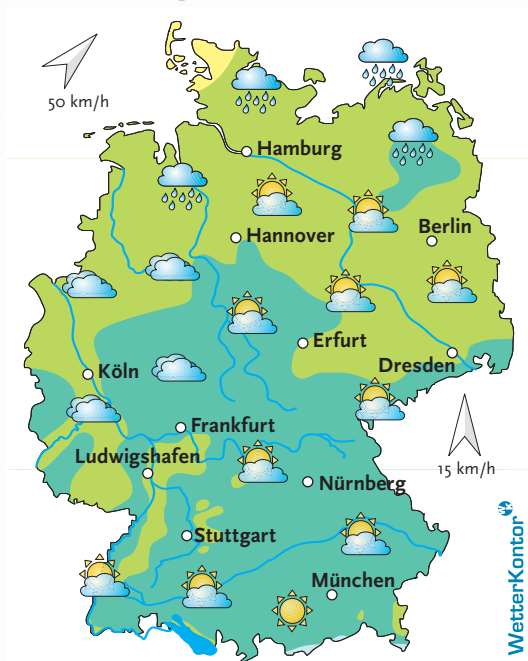 50 km/h
Hamburg
Hannover
Berlin
Erfurt
Dresden
Köln
Frankfurt
Ludwigshafen
15 km/h
Nürnberg
Stuttgart
München
WetterKontor